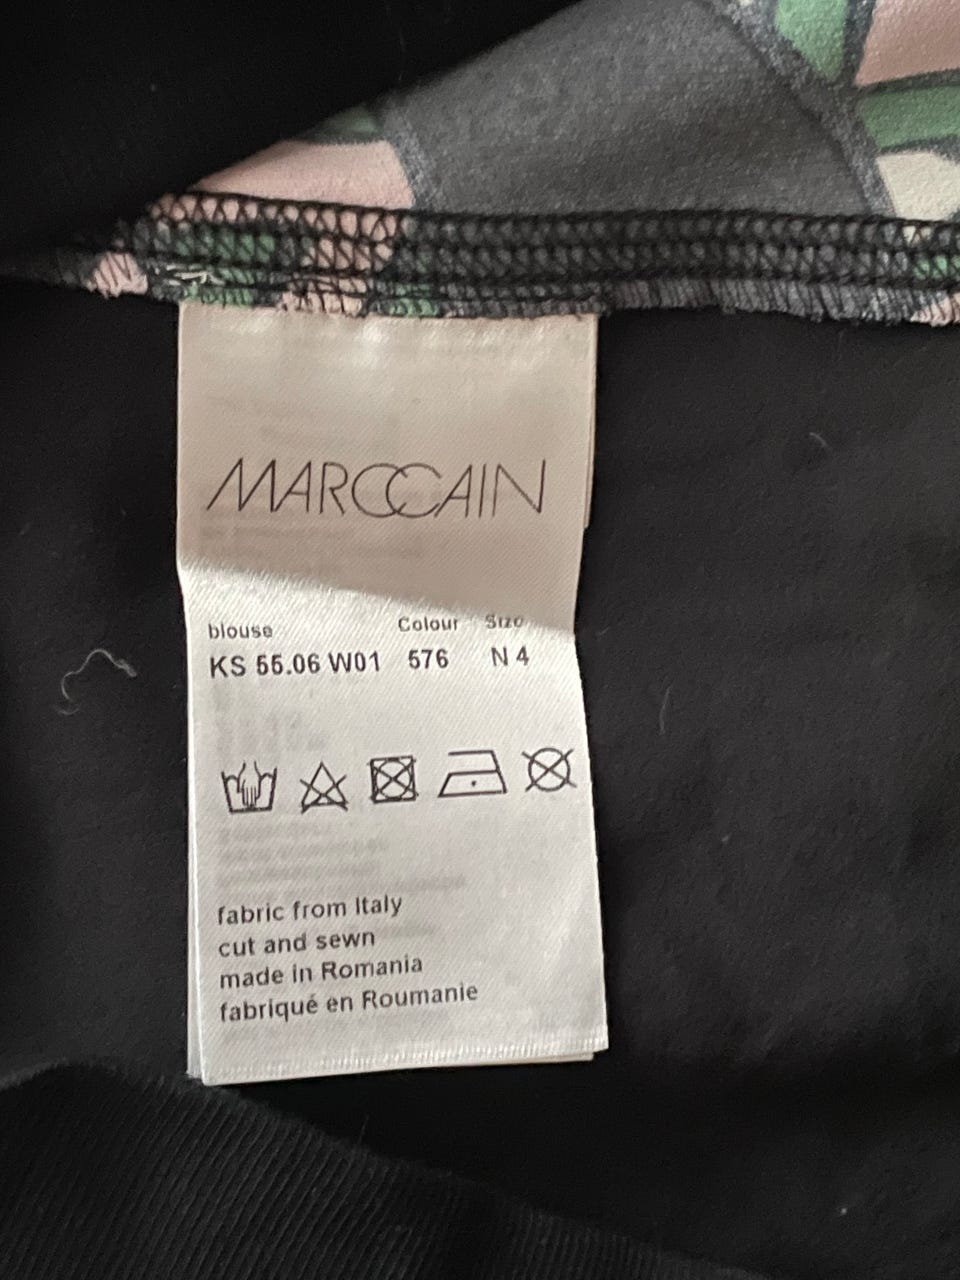 MARCCAIN
blouse Colour Size
KS 55.06 W01 576 N 4
fabric from Italy
cut and sewn
made in Romania
fabriqué en Roumanie